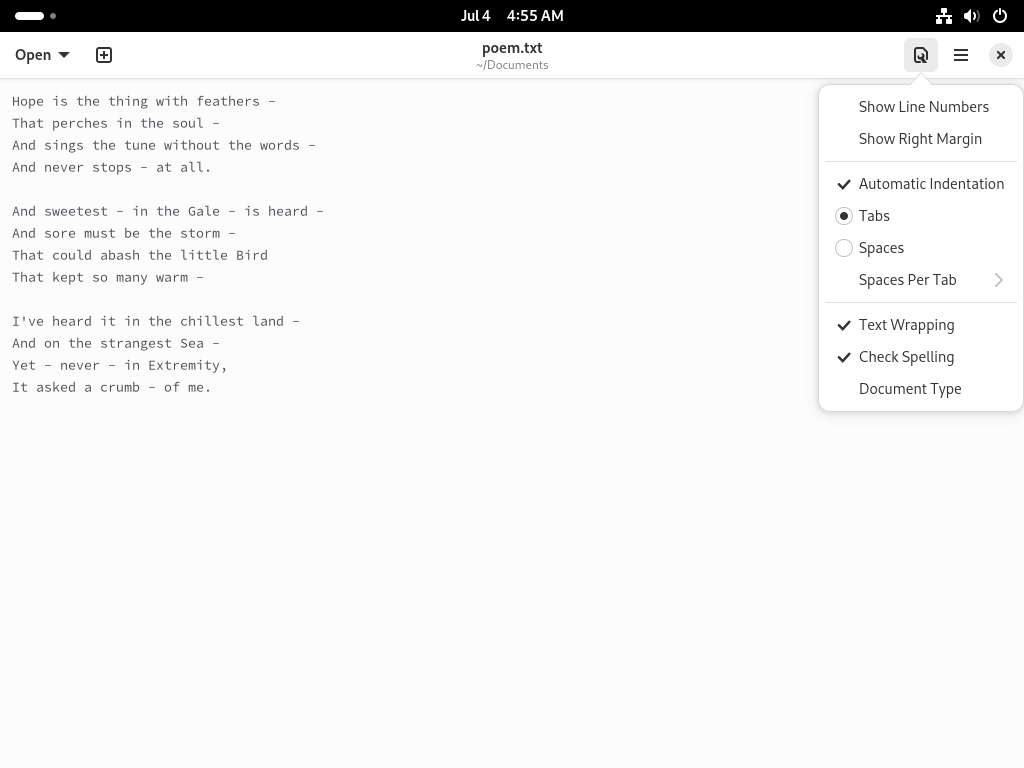 Jul 4 4:55 AM
Open
poem.txt
~/Documents
Hope is the thing with feathers –
That perches in the soul –
And sings the tune without the words –
And never stops – at all.
And sweetest – in the Gale – is heard –
And sore must be the storm –
That could abash the little Bird
That kept so many warm –
I've heard it in the chillest land –
And on the strangest Sea –
Yet – never – in Extremity,
It asked a crumb – of me.
Show Line Numbers
Show Right Margin
Automatic Indentation
Tabs
Spaces
Spaces Per Tab
Text Wrapping
Check Spelling
Document Type